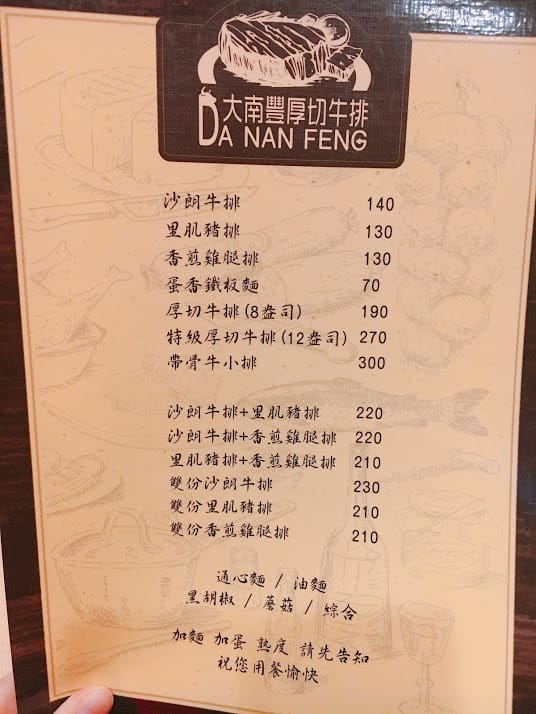 大南豐厚切牛排
DA NAN FENG
沙朗牛排 140
里肌豬排 130
香煎雞腿排 130
蛋香鐵板麵 70
厚切牛排(8盎司) 190
特級厚切牛排(12盎司) 270
帶骨牛小排 300
沙朗牛排+里肌豬排 220
沙朗牛排+香煎雞腿排 220
里肌豬排+香煎雞腿排 210
雙份沙朗牛排 230
雙份里肌豬排 210
雙份香煎雞腿排 210
通心麵 / 油麵
黑胡椒 / 蘑菇 / 綜合
加麵 加蛋 熟度 請先告知
祝您用餐愉快